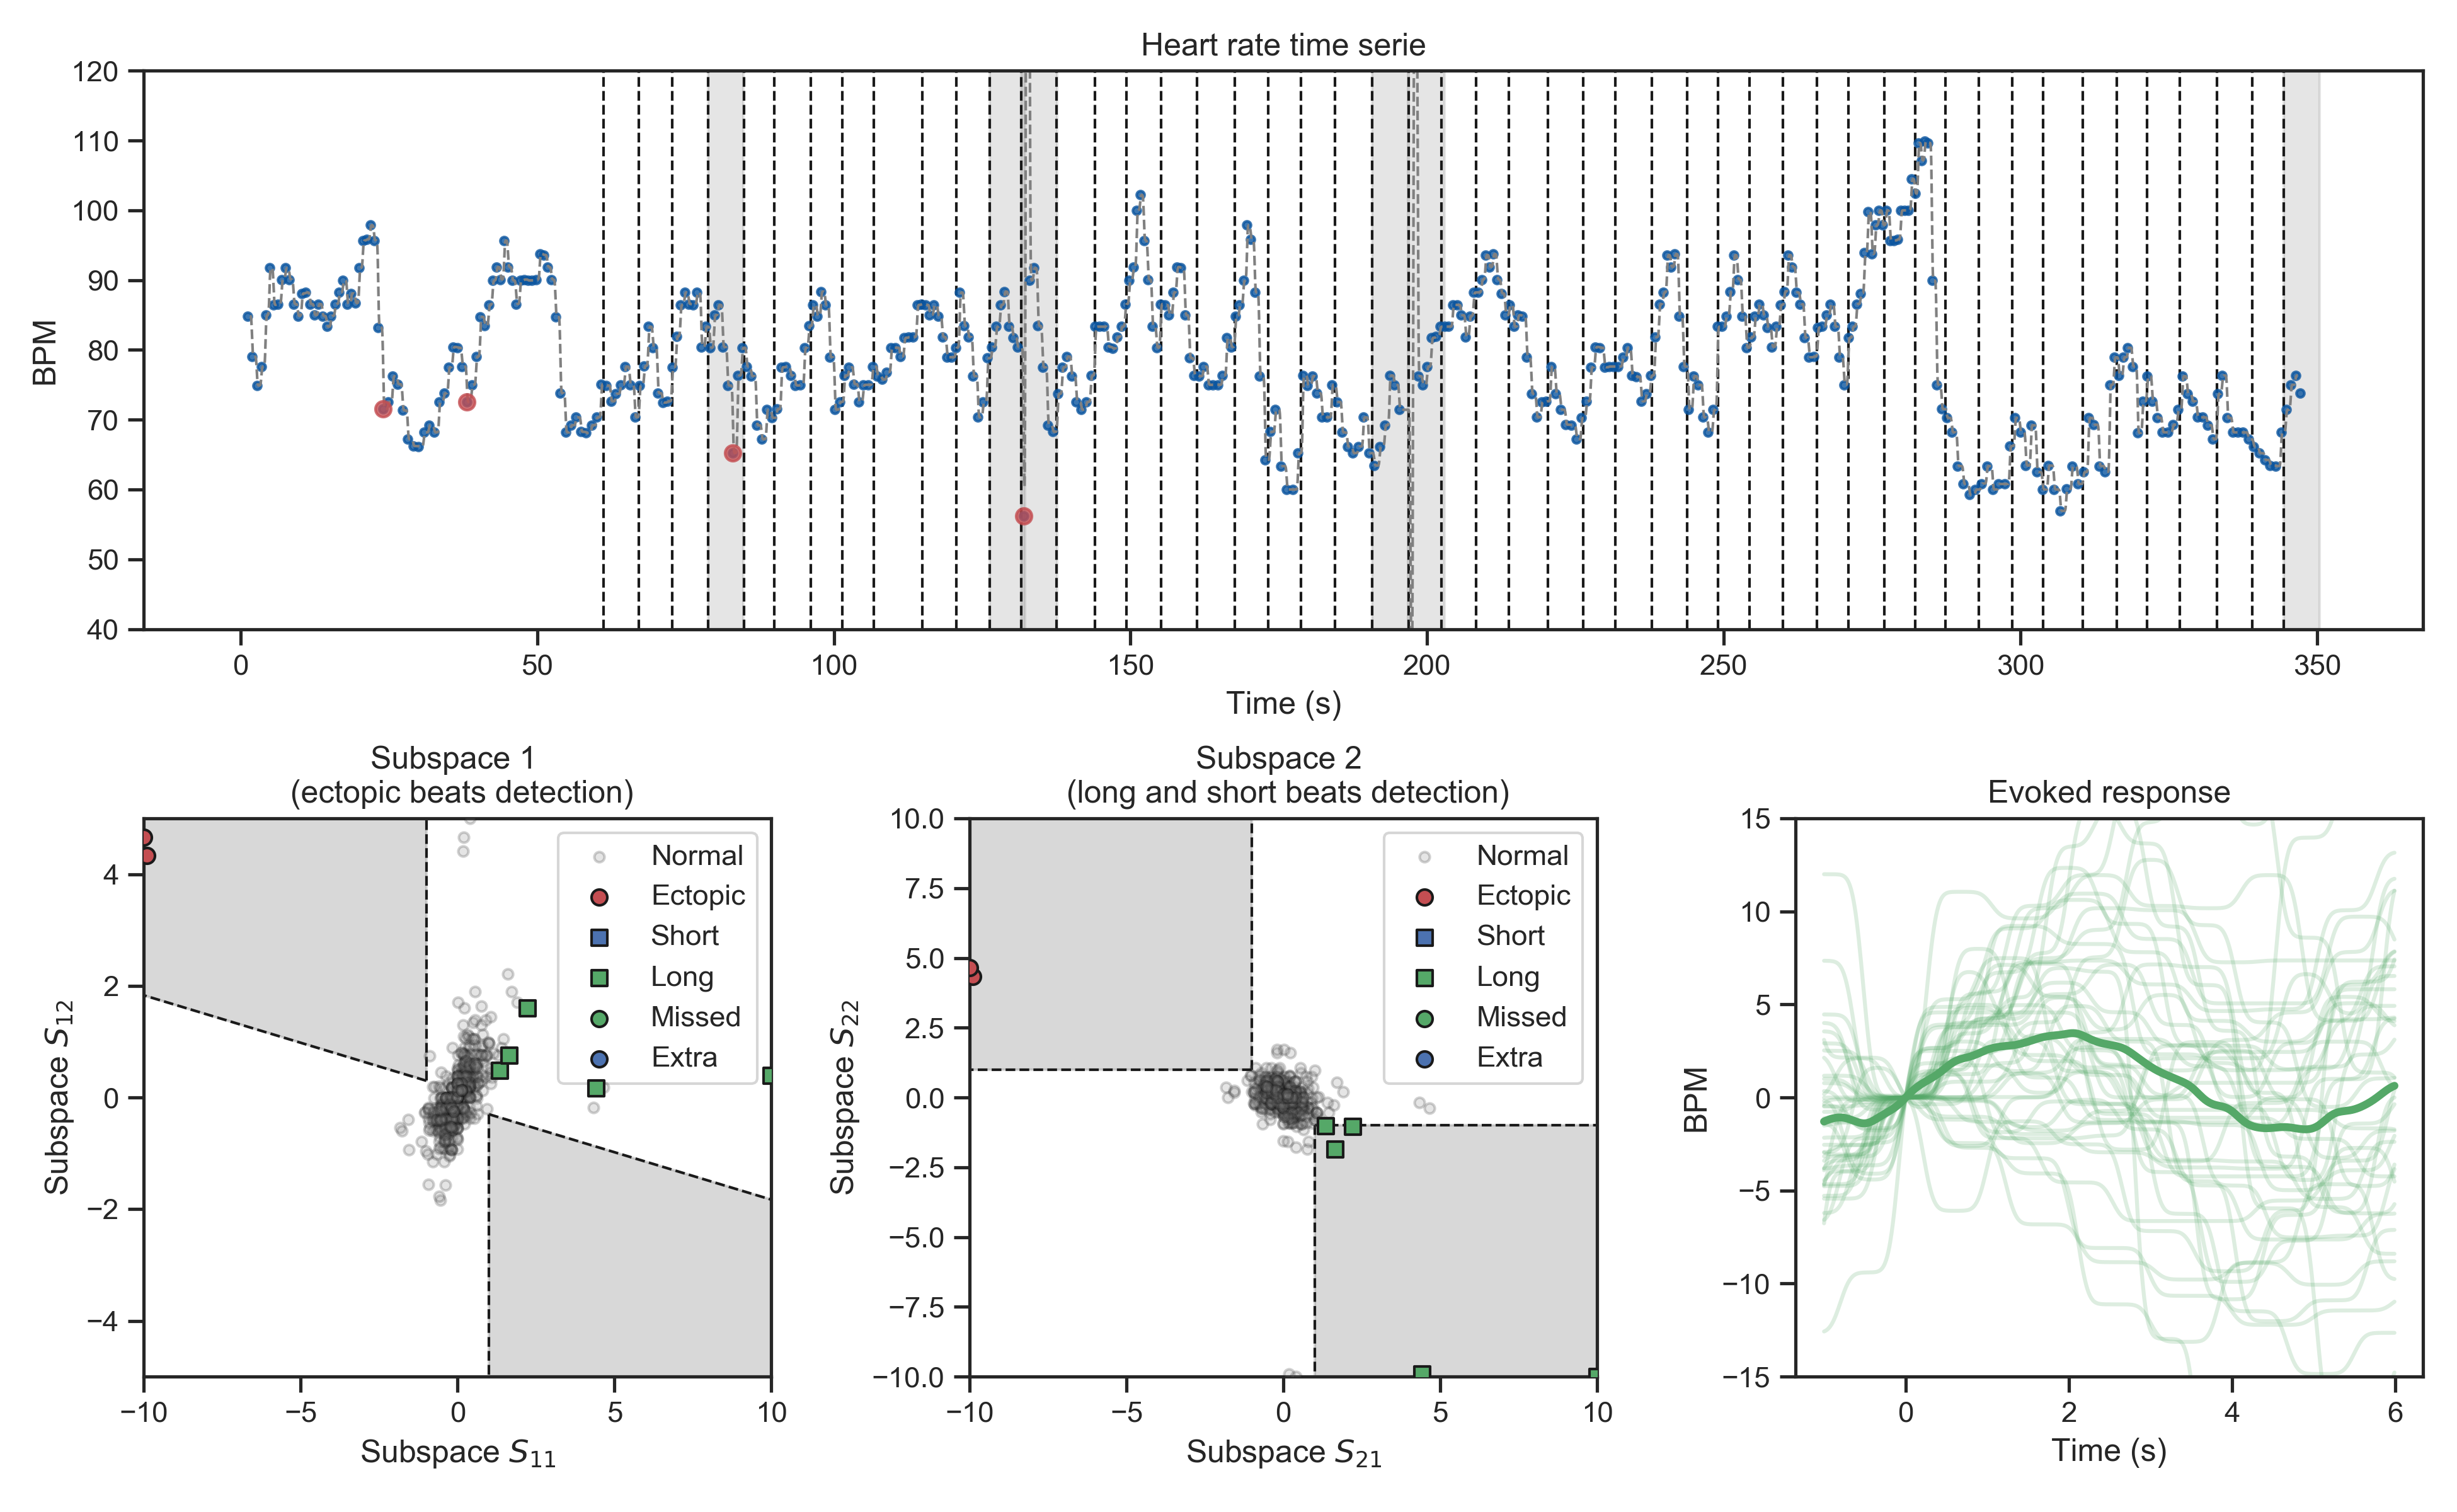 Heart rate time serie
120
110
100
90
80
70
60
50
40
BPM
0 50 100 150 200 250 300 350
Time (s)
Subspace 1
(ectopic beats detection)
4
2
0
−2
−4
Subspace S12
Normal
Ectopic
Short
Long
Missed
Extra
−10 −5 0 5 10
Subspace S11
Subspace 2
(long and short beats detection)
10.0
7.5
5.0
2.5
0.0
−2.5
−5.0
−7.5
−10.0
Subspace S22
Normal
Ectopic
Short
Long
Missed
Extra
−10 −5 0 5 10
Subspace S21
Evoked response
15
10
5
0
−5
−10
−15
BPM
0 2 4 6
Time (s)